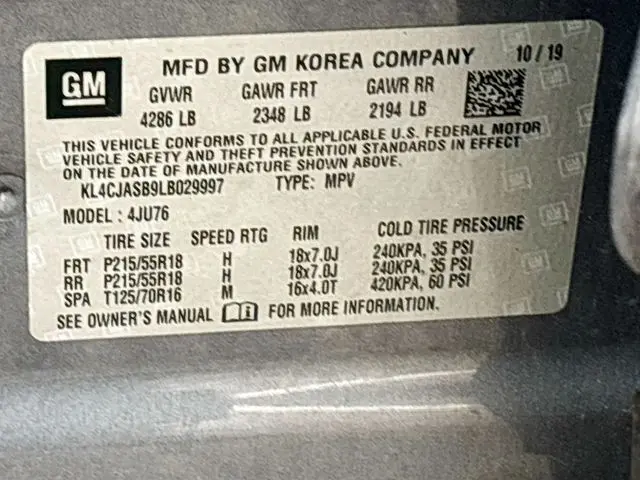 GM
MFD BY GM KOREA COMPANY 10/19
GVWR GAWR FRT GAWR RR
4286 LB 2348 LB 2194 LB
THIS VEHICLE CONFORMS TO ALL APPLICABLE U.S. FEDERAL MOTOR
VEHICLE SAFETY AND THEFT PREVENTION STANDARDS IN EFFECT
ON THE DATE OF MANUFACTURE SHOWN ABOVE.
KL4CJASB9LB029997 TYPE: MPV
MODEL : 4JU76
TIRE SIZE SPEED RTG RIM COLD TIRE PRESSURE
FRT P215/55R18 H 18x7.0J 240KPA, 35 PSI
RR P215/55R18 H 18x7.0J 240KPA, 35 PSI
SPA T125/70R16 M 16x4.0T 420KPA, 60 PSI
SEE OWNER'S MANUAL FOR MORE INFORMATION.